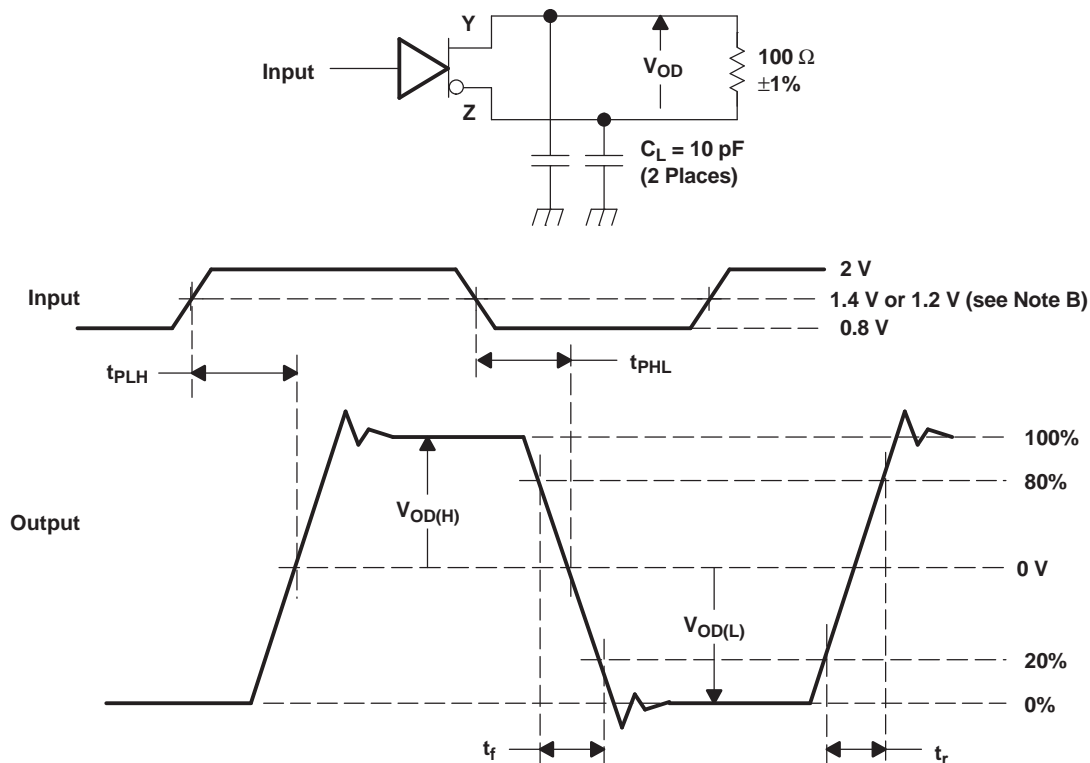 Y
Input
Z
V_OD
100 Ω
±1%
C_L = 10 pF
(2 Places)
Input
2 V
1.4 V or 1.2 V (see Note B)
0.8 V
t_PLH
t_PHL
100%
80%
V_OD(H)
Output
0 V
V_OD(L)
20%
0%
t_f
t_r